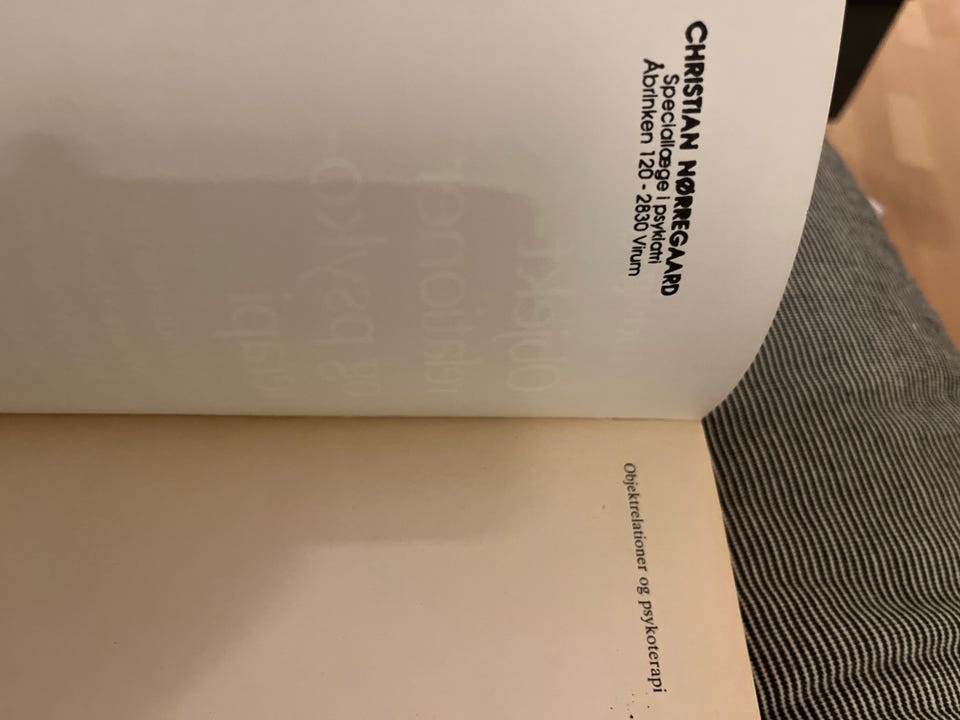 CHRISTIAN NØRREGAARD
Speciallæge i psykiatri
Åbrinken 120 - 2830 Virum
Objektrelationer og psykoterapi